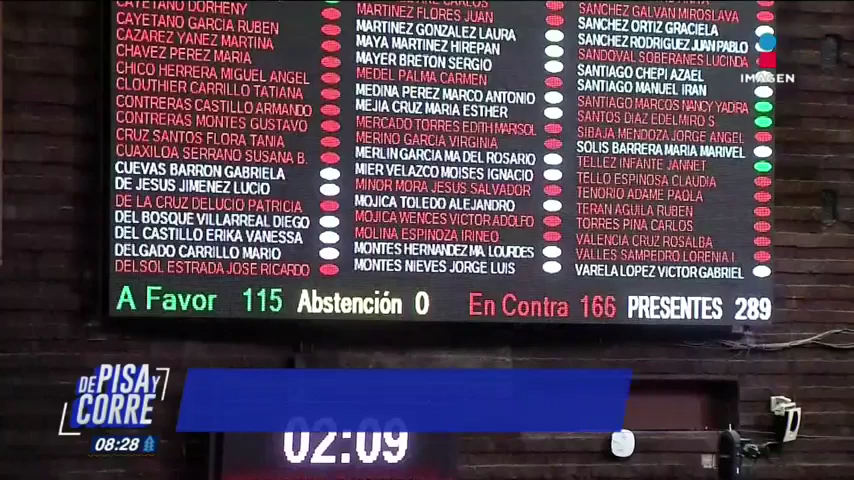 CAYETANO DORHENY
CAYETANO GARCIA RUBEN
CAZAREZ YANEZ MARTINA
CHAVEZ PEREZ MARIA
CHICO HERRERA MIGUEL ANGEL
CLOUTHIER CARRILLO TATIANA
CONTRERAS CASTILLO ARMANDO
CONTRERAS MONTES GUSTAVO
CRUZ SANTOS FLORA TANIA
CUAXILOA SERRANO SUSANA B.
CUEVAS BARRON GABRIELA
DE JESUS JIMENEZ LUCIO
DE LA CRUZ DELUCIO PATRICIA
DEL BOSQUE VILLARREAL DIEGO
DEL CASTILLO ERIKA VANESSA
DELGADO CARRILLO MARIO
DELSOL ESTRADA JOSE RICARDO
MARTINEZ FLORES JUAN
MARTINEZ GONZALEZ LAURA
MAYA MARTINEZ HIREPAN
MAYER BRETON SERGIO
MEDEL PALMA CARMEN
MEDINA PEREZ MARCO ANTONIO
MEJIA CRUZ MARIA ESTHER
MERCADO TORRES EDITH MARISOL
MERINO GARCIA VIRGINIA
MERLIN GARCIA MA DEL ROSARIO
MIER VELAZCO MOISES IGNACIO
MINOR MORA JESUS SALVADOR
MOJICA TOLEDO ALEJANDRO
MOJICA WENCES VICTOR ADOLFO
MOLINA ESPINOZA IRINEO
MONTES HERNANDEZ MA. LOURDES
MONTES NIEVES JORGE LUIS
SANCHEZ GALVAN MIROSLAVA
SANCHEZ ORTIZ GRACIELA
SANCHEZ RODRIGUEZ JUAN PABLO
SANDOVAL SOBERANES LUCINDA
SANTIAGO CHEPI AZAEL
SANTIAGO MANUEL IRAN
SANTIAGO MARCOS NANCY YADRA
SANTOS DIAZ EDELMIRO S.
SIBAJA MENDOZA JORGE ANGEL
SOLIS BARRERA MARIA MARIVEL
TELLEZ INFANTE JANNET
TELLO ESPINOSA CLAUDIA
TENORIO ADAME PAOLA
TERAN AGUILA RUBEN
TORRES PIÑA CARLOS
VALENCIA CRUZ ROSALBA
VALLES SAMPEDRO LORENIA I.
VARELA LOPEZ VICTOR GABRIEL
A Favor 115 Abstención 0 En Contra 166 PRESENTES 289
IMAGEN
DE PISA Y
CORRE
08:28
02:09